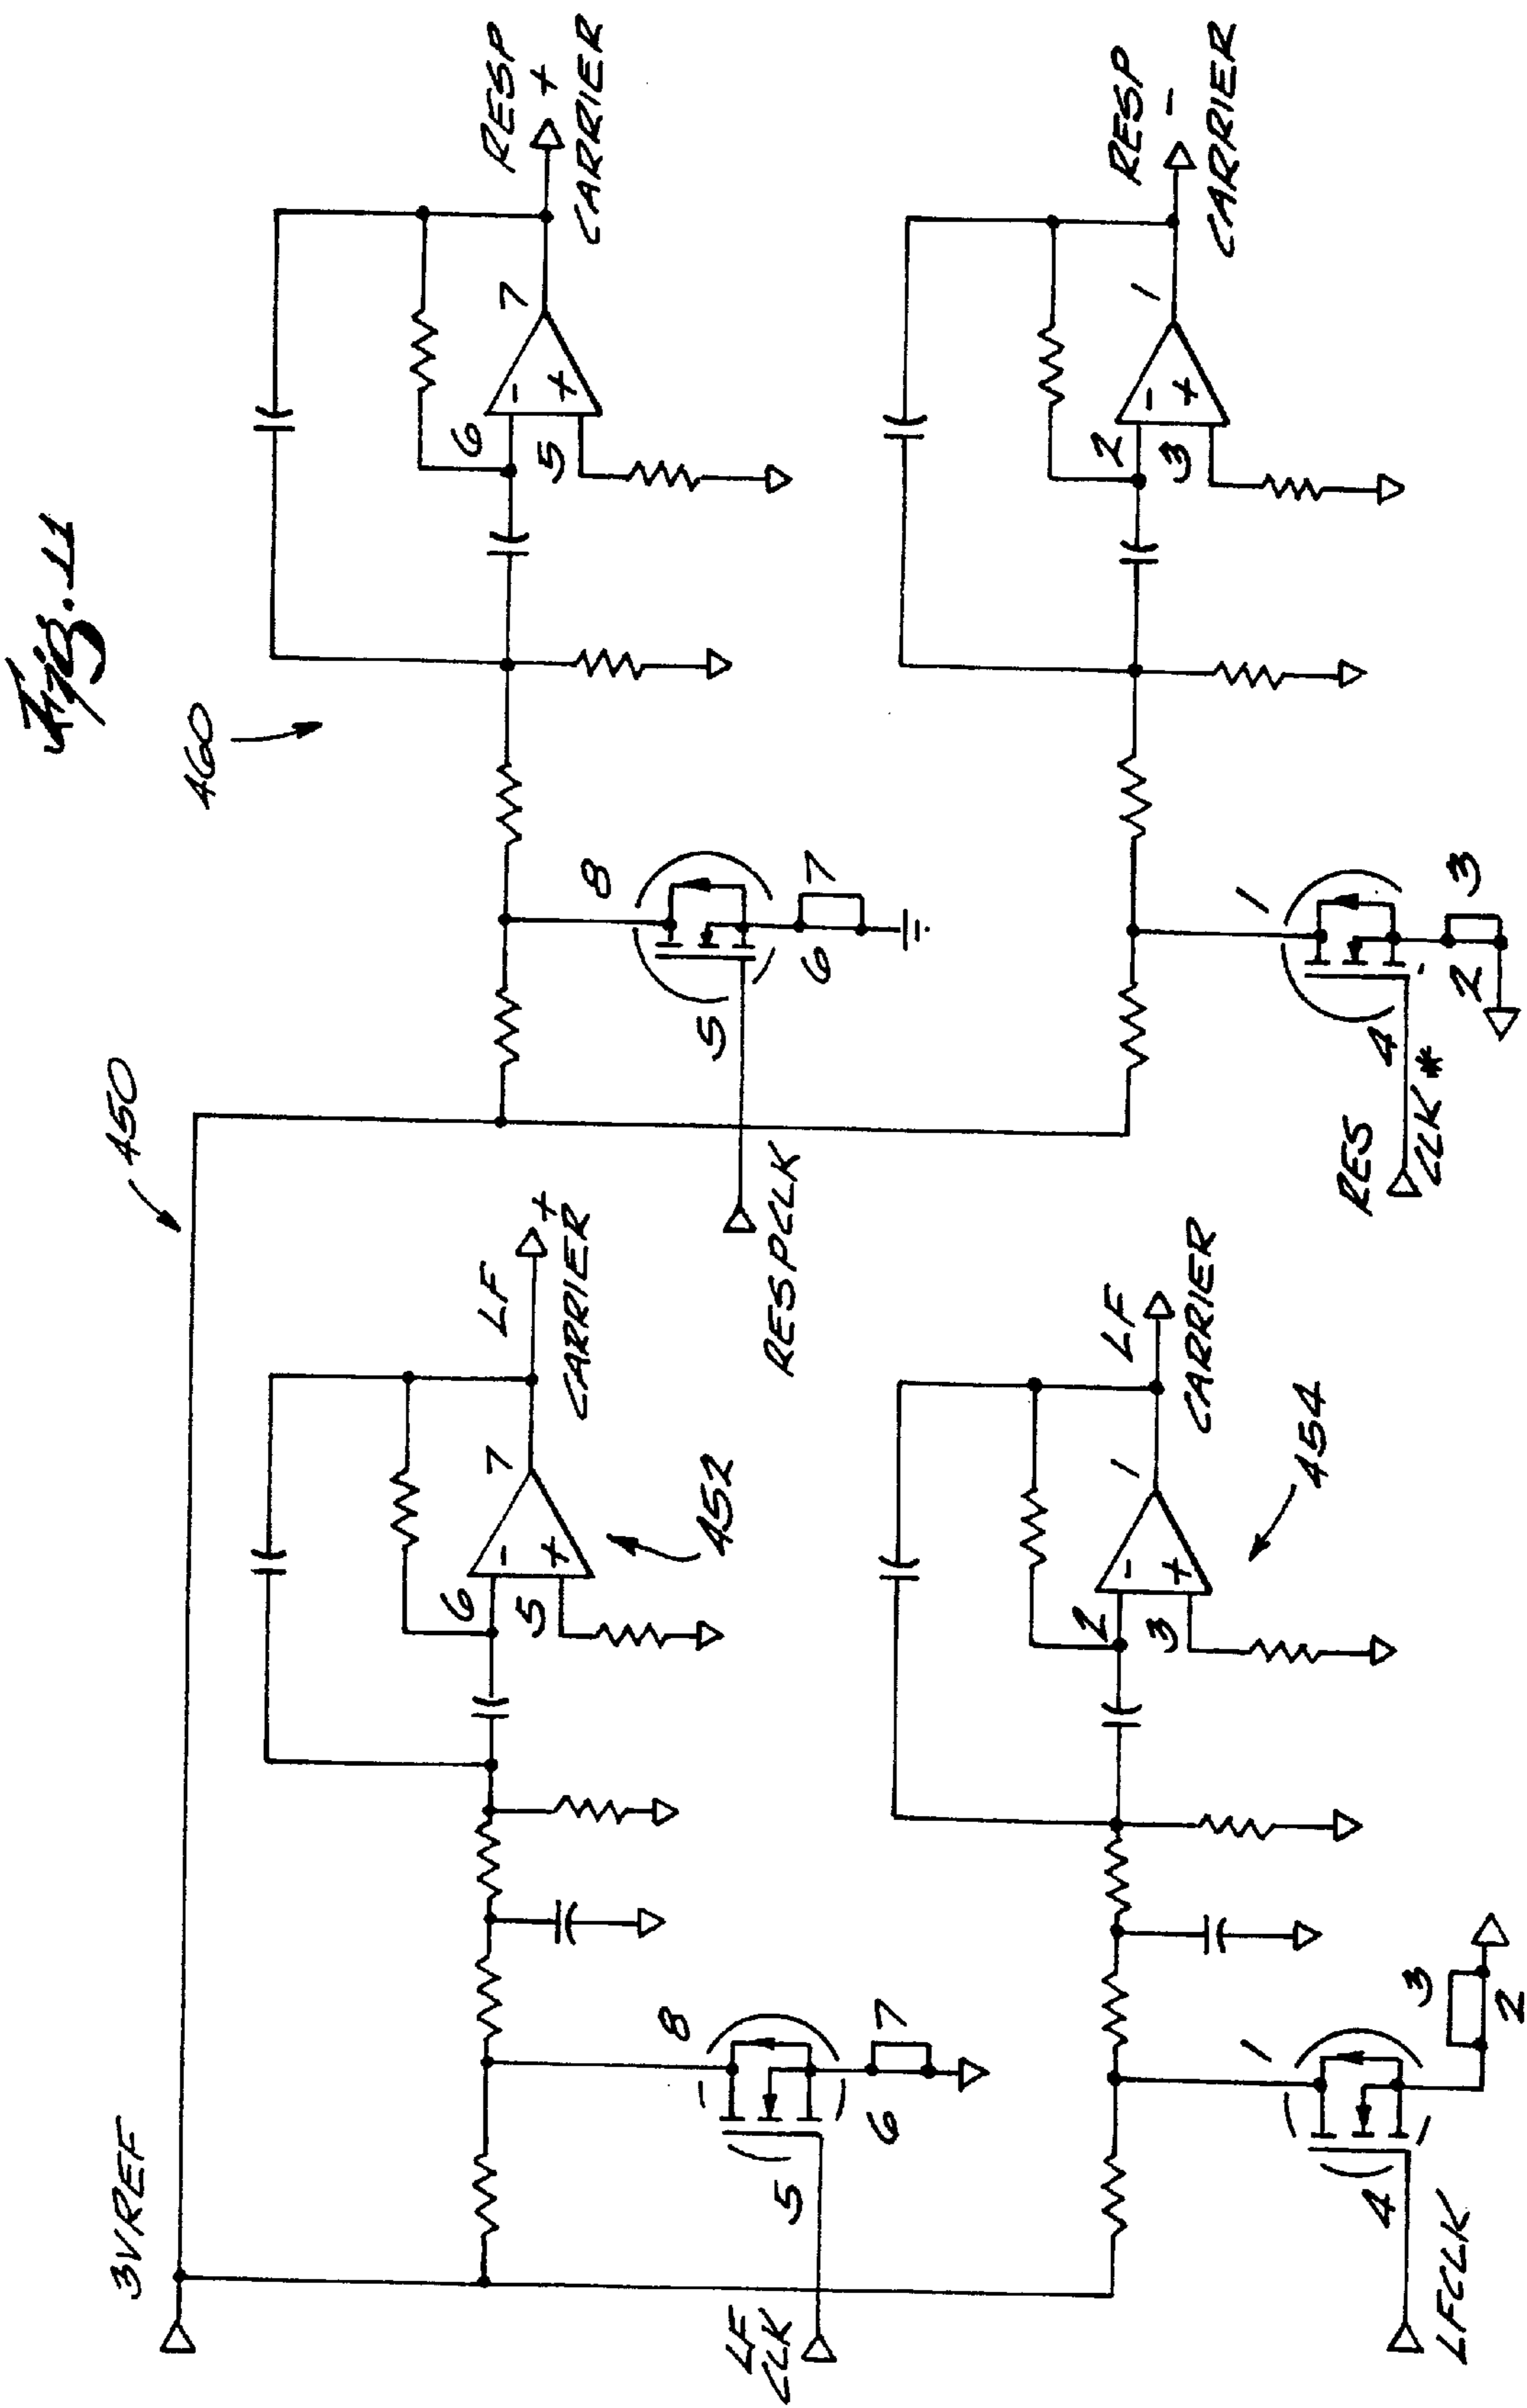 Fig. 11
450
460
3VREF
LF
+
CARRIER
7
6
5
-
+
452
8
5
7
6
LF
CLK
RESP
+
CARRIER
7
6
5
-
+
8
5
7
6
RESPCLK
LF
CARRIER
1
2
3
-
+
454
1
4
3
2
LFCLK
RESP
-
CARRIER
1
2
3
-
+
1
4
2
3
RES
CLK*